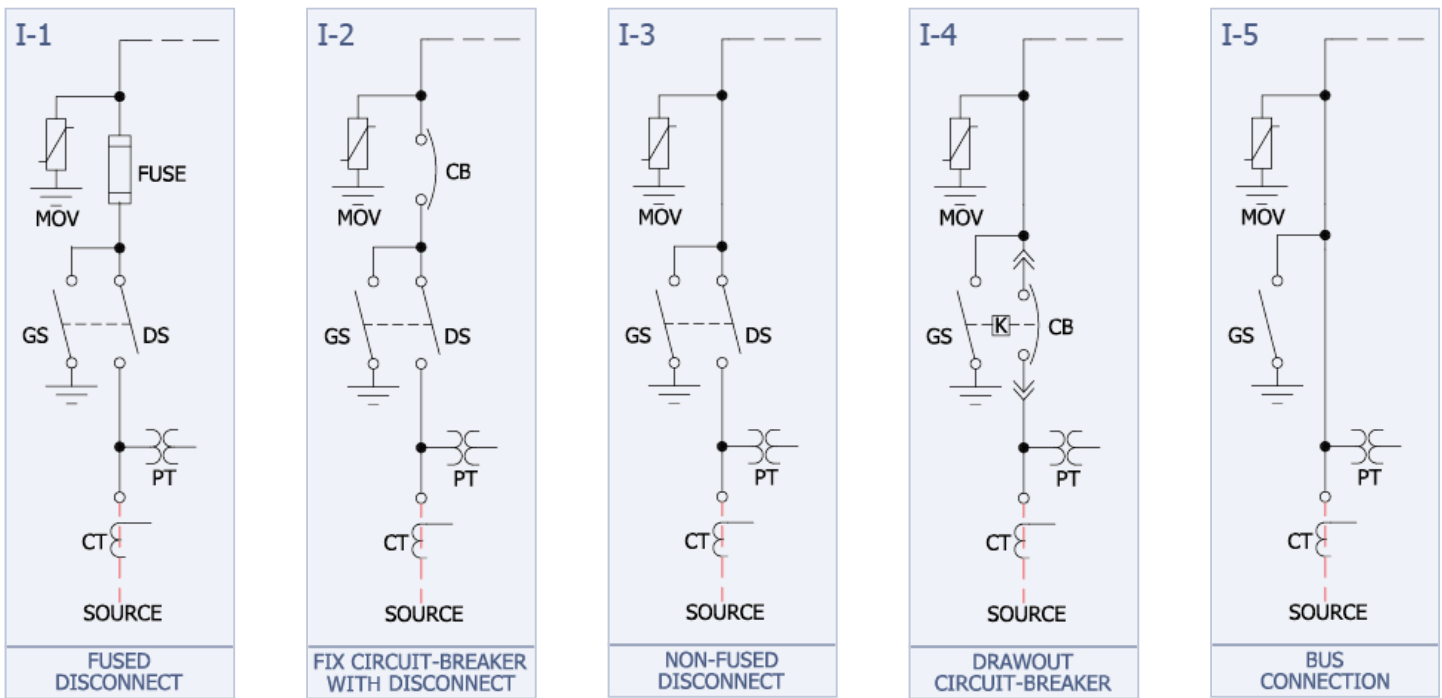 I-1
FUSE
MOV
GS
DS
PT
CT
SOURCE
FUSED
DISCONNECT
I-2
CB
MOV
GS
DS
PT
CT
SOURCE
FIX CIRCUIT-BREAKER
WITH DISCONNECT
I-3
MOV
GS
DS
PT
CT
SOURCE
NON-FUSED
DISCONNECT
I-4
MOV
GS
K
CB
PT
CT
SOURCE
DRAWOUT
CIRCUIT-BREAKER
I-5
MOV
GS
PT
CT
SOURCE
BUS
CONNECTION